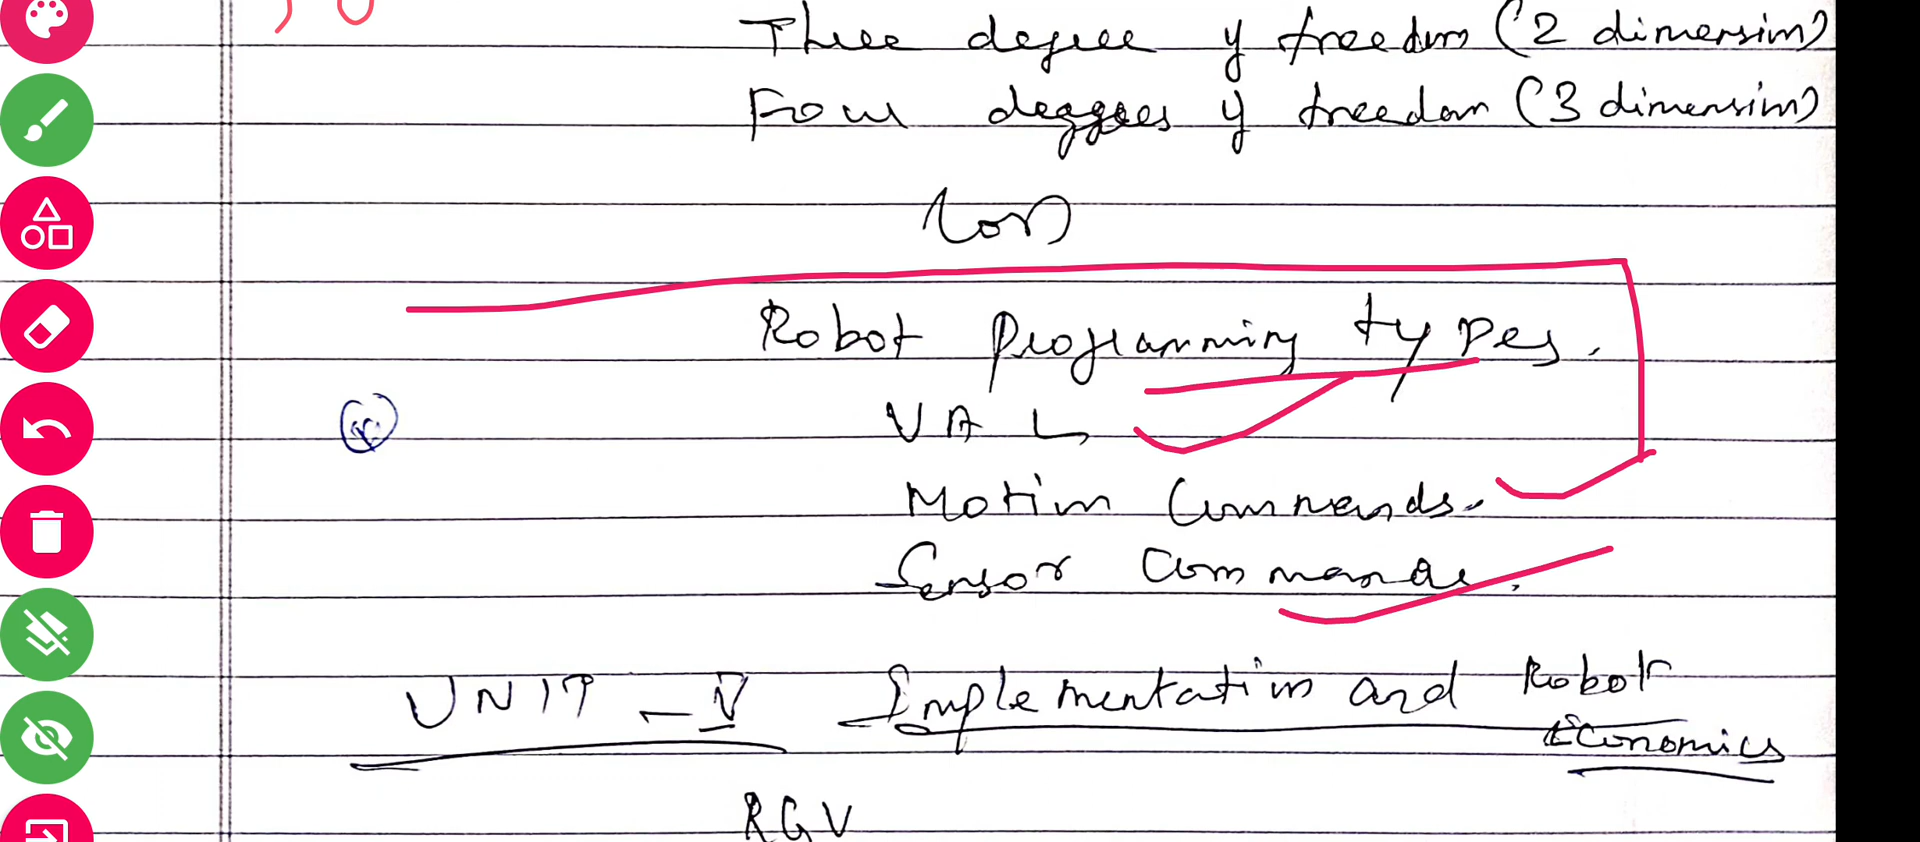 Three degree of freedom (2 dimension)
Four degrees of freedom (3 dimension)
(or)
Robot Programming types.
VAL
Motion Commands.
Sensor Commands.
UNIT - V Implementation and Robot
Economics
RGV